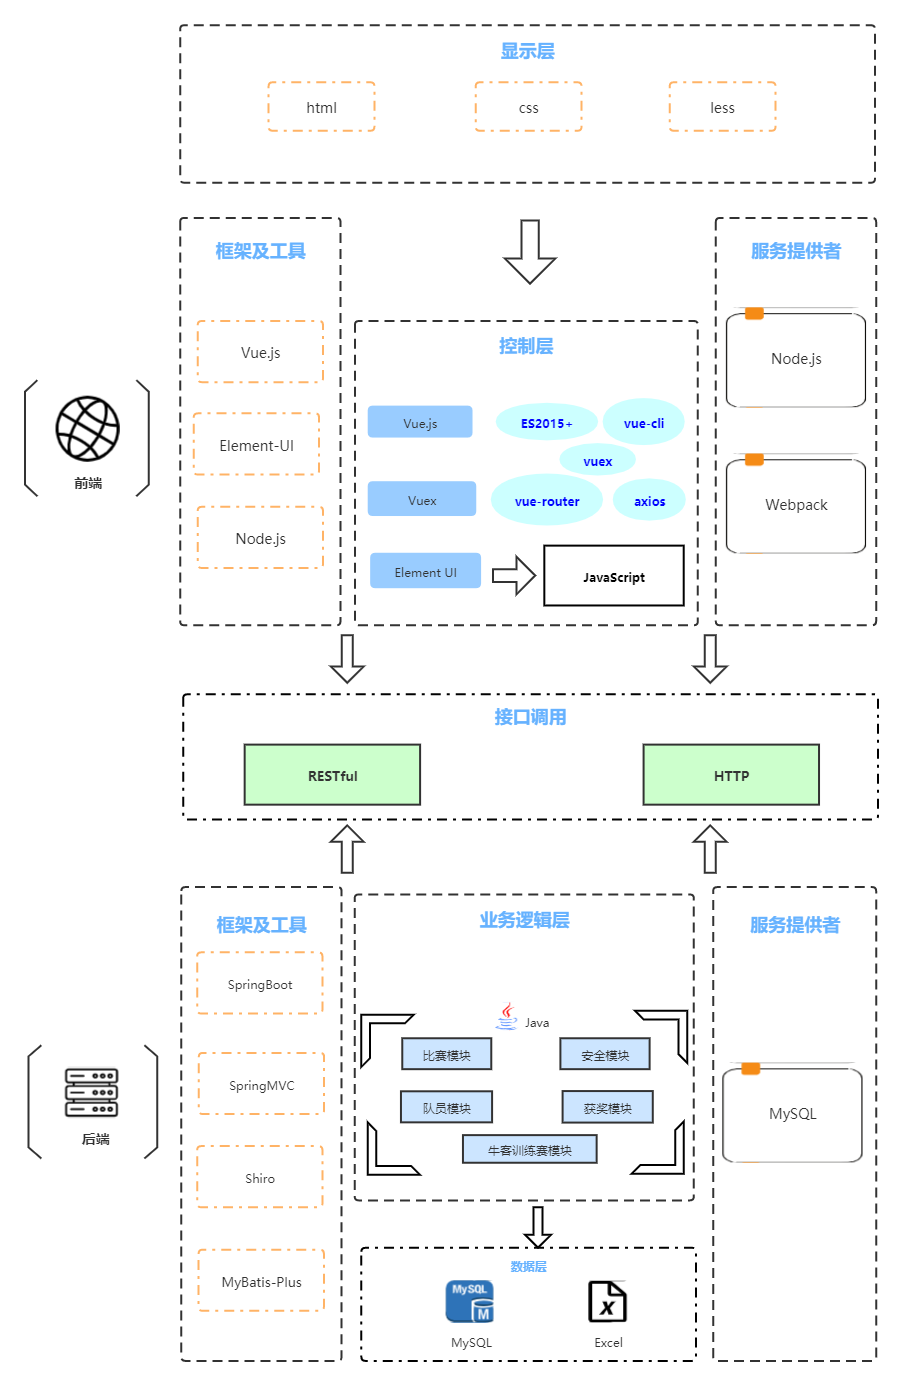 显示层
html
css
less
框架及工具
Vue.js
Element-UI
Node.js
控制层
Vue.js
ES2015+
vue-cli
vuex
Vuex
vue-router
axios
Element UI
JavaScript
服务提供者
Node.js
Webpack
前端
接口调用
RESTful
HTTP
框架及工具
SpringBoot
SpringMVC
Shiro
MyBatis-Plus
业务逻辑层
Java
比赛模块
安全模块
队员模块
获奖模块
牛客训练赛模块
服务提供者
MySQL
后端
数据层
MySQL
M
MySQL
X
Excel